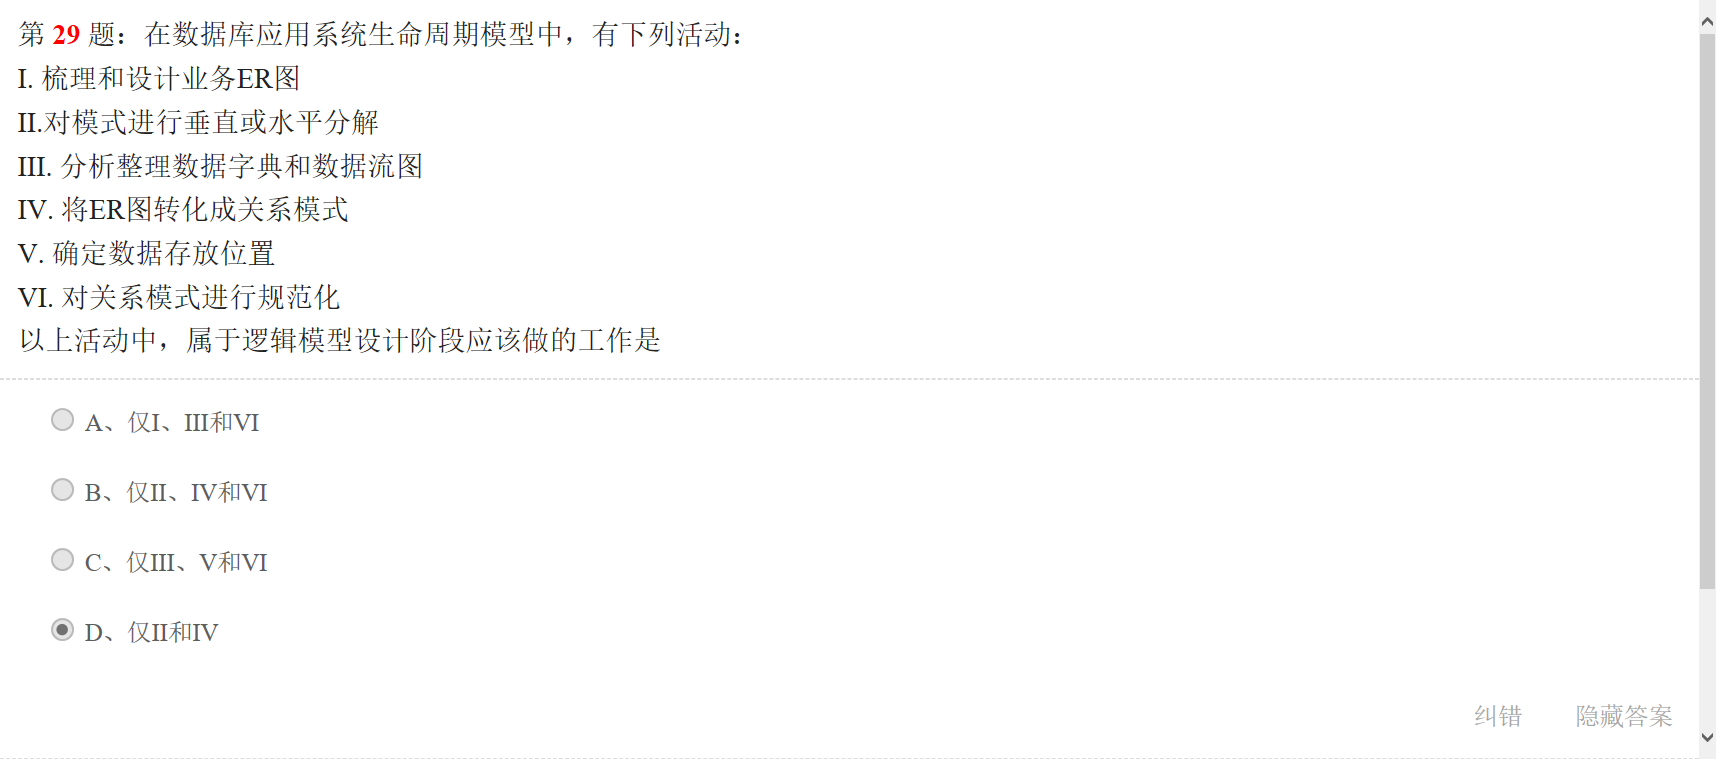 第 29 题：在数据库应用系统生命周期模型中，有下列活动：
I. 梳理和设计业务ER图
II.对模式进行垂直或水平分解
III. 分析整理数据字典和数据流图
IV. 将ER图转化成关系模式
V. 确定数据存放位置
VI. 对关系模式进行规范化
以上活动中，属于逻辑模型设计阶段应该做的工作是
A、仅I、III和VI
B、仅II、IV和VI
C、仅III、V和VI
D、仅II和IV
纠错 隐藏答案